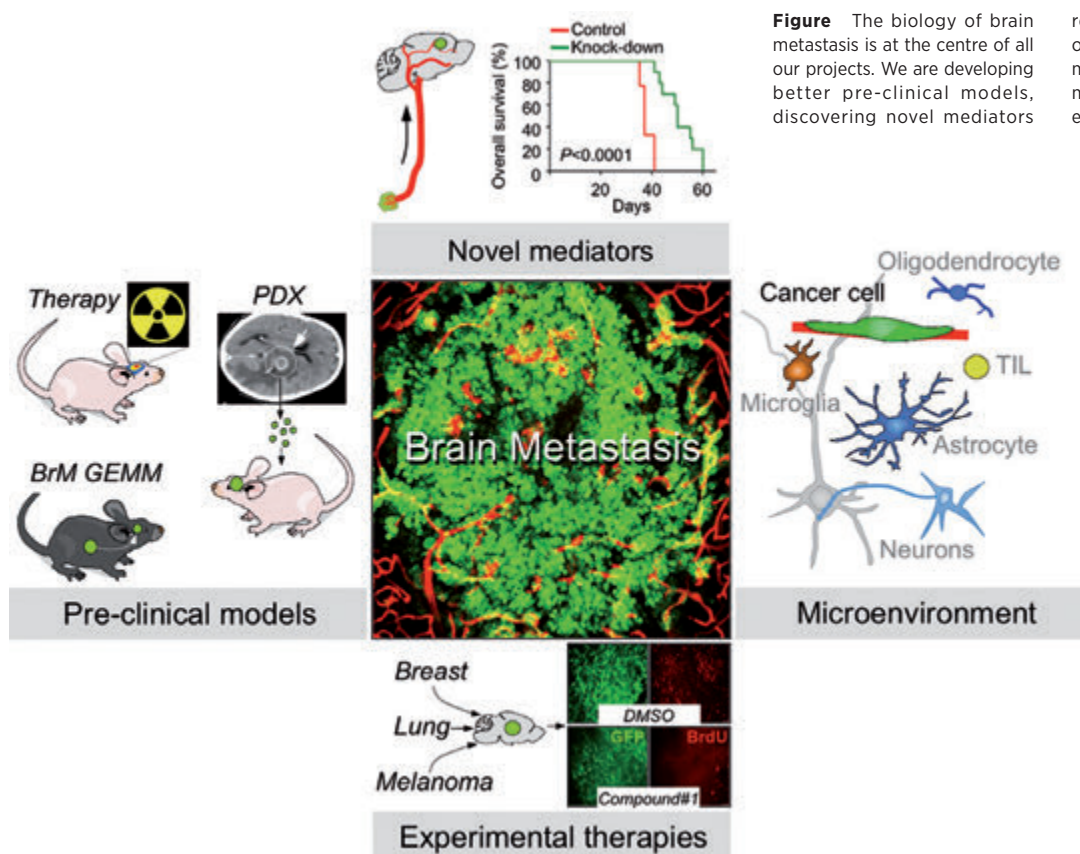 Figure The biology of brain
metastasis is at the centre of all
our projects. We are developing
better pre-clinical models,
discovering novel mediators
Control
Knock-down
Overall survival (%)
100
80
60
40
20
0
P<0.0001
20 40 60
Days
Novel mediators
Therapy
PDX
BrM GEMM
Pre-clinical models
Brain Metastasis
Oligodendrocyte
Cancer cell
TIL
Microglia
Astrocyte
Neurons
Microenvironment
Breast
Lung
Melanoma
DMSO
GFP
BrdU
Compound#1
Experimental therapies